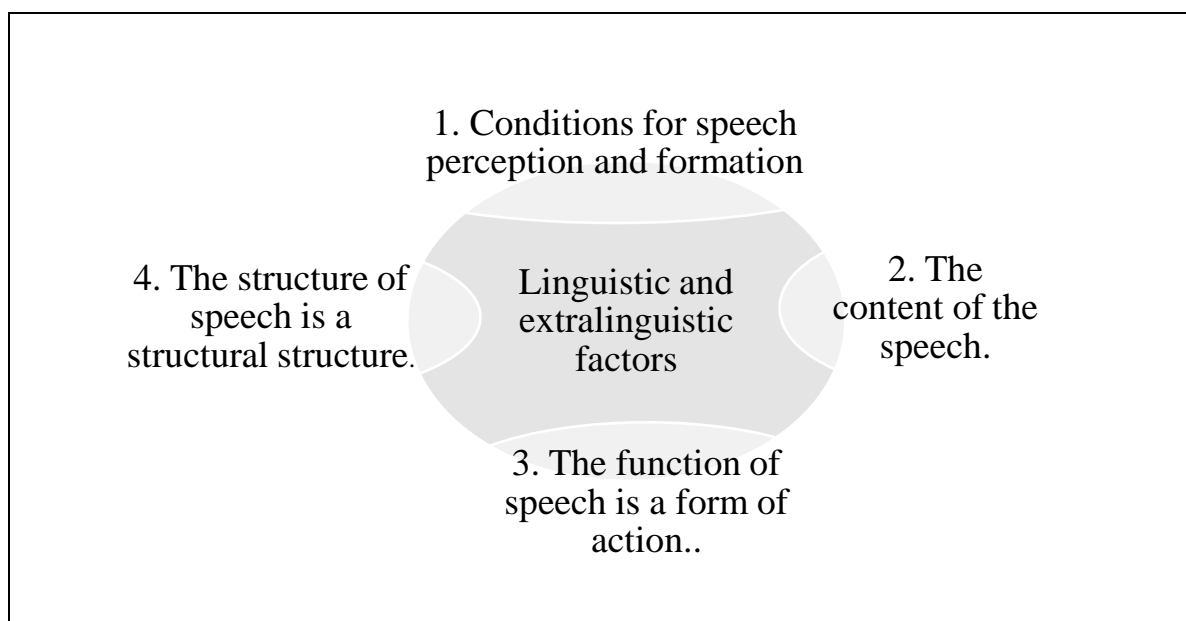 1. Conditions for speech
perception and formation
4. The structure of
speech is a
structural structure.
Linguistic and
extralinguistic
factors
2. The
content of the
speech.
3. The function of
speech is a form of
action..